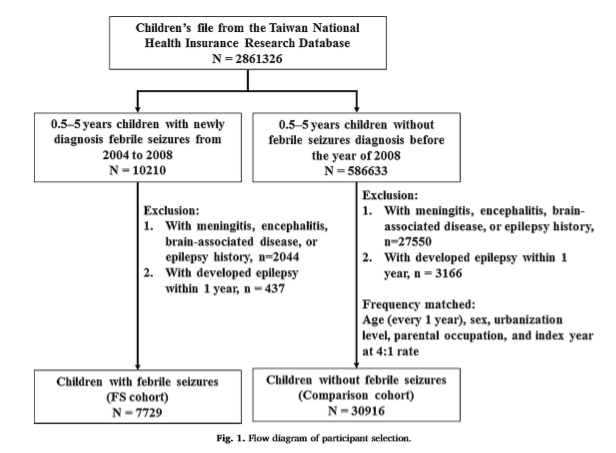 Children's file from the Taiwan National
Health Insurance Research Database
N = 2861326
0.5–5 years children with newly
diagnosis febrile seizures from
2004 to 2008
N = 10210
0.5–5 years children without
febrile seizures diagnosis before
the year of 2008
N = 586633
Exclusion:
1. With meningitis, encephalitis,
brain-associated disease, or
epilepsy history, n=2044
2. With developed epilepsy
within 1 year, n = 437
Exclusion:
1. With meningitis, encephalitis, brain-
associated disease, or epilepsy history,
n=27550
2. With developed epilepsy within 1
year, n = 3166
Frequency matched:
Age (every 1 year), sex, urbanization
level, parental occupation, and index year
at 4:1 rate
Children with febrile seizures
(FS cohort)
N = 7729
Children without febrile seizures
(Comparison cohort)
N = 30916
Fig. 1. Flow diagram of participant selection.